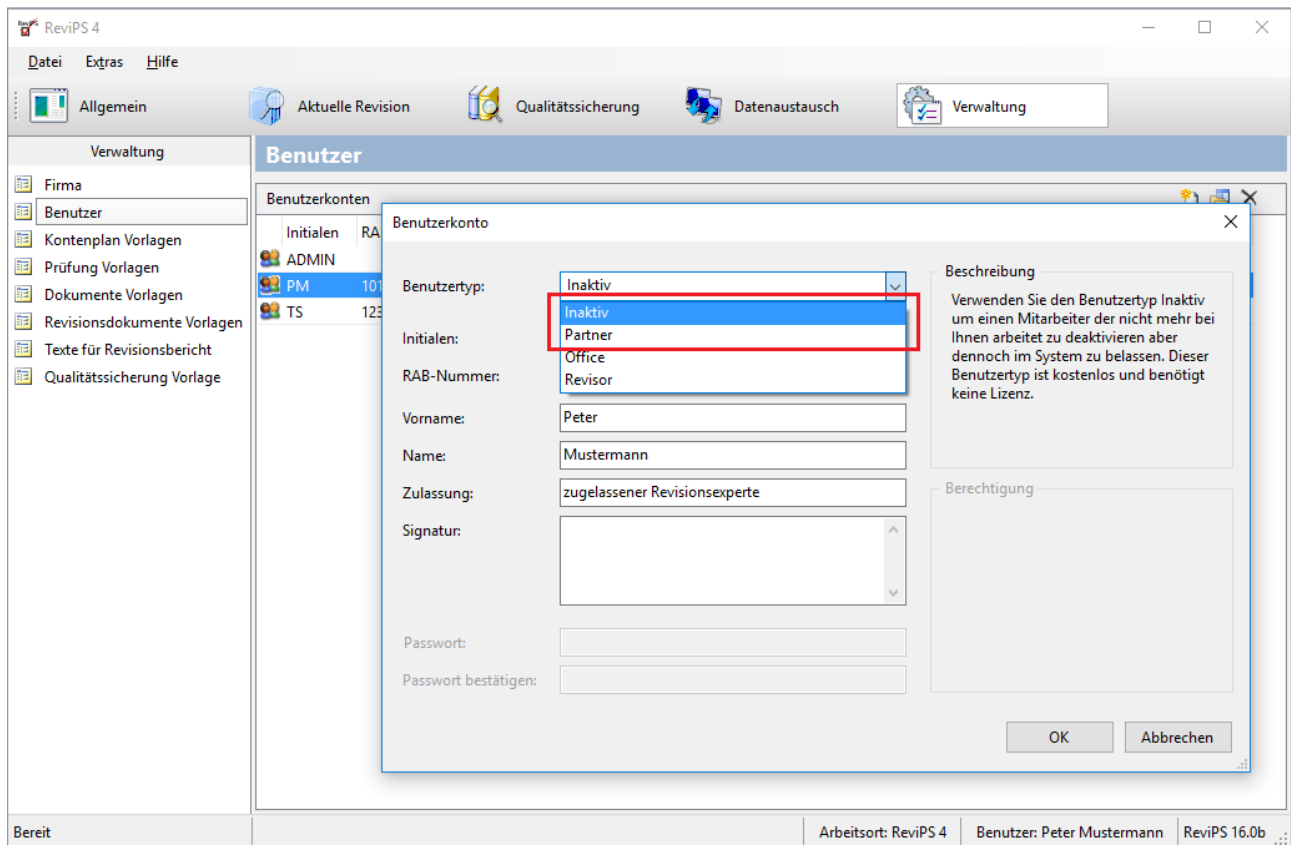 ReviPS 4
Datei Extras Hilfe
Allgemein Aktuelle Revision Qualitätssicherung Datenaustausch Verwaltung
Verwaltung
Firma
Benutzer
Kontenplan Vorlagen
Prüfung Vorlagen
Dokumente Vorlagen
Revisionsdokumente Vorlagen
Texte für Revisionsbericht
Qualitätssicherung Vorlage
Benutzer
Benutzerkonten
Initialen RA
ADMIN
PM 101
TS 123
Benutzerkonto
Benutzertyp: Inaktiv
Inaktiv
Partner
Office
Revisor
Initialen:
RAB-Nummer:
Vorname: Peter
Name: Mustermann
Zulassung: zugelassener Revisionsexperte
Signatur:
Passwort:
Passwort bestätigen:
Beschreibung
Verwenden Sie den Benutzertyp Inaktiv
um einen Mitarbeiter der nicht mehr bei
Ihnen arbeitet zu deaktivieren aber
dennoch im System zu belassen. Dieser
Benutzertyp ist kostenlos und benötigt
keine Lizenz.
Berechtigung
OK Abbrechen
Bereit Arbeitsort: ReviPS 4 Benutzer: Peter Mustermann ReviPS 16.0b